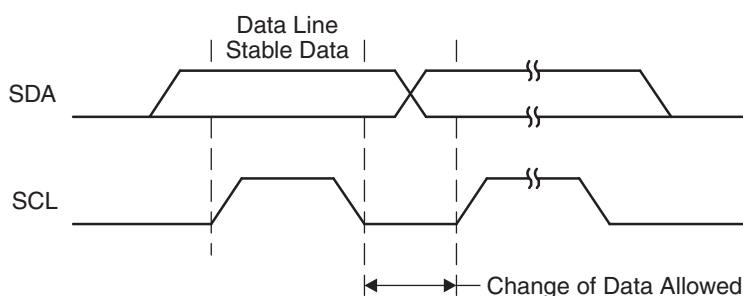 Data Line
Stable Data
SDA
SCL
Change of Data Allowed